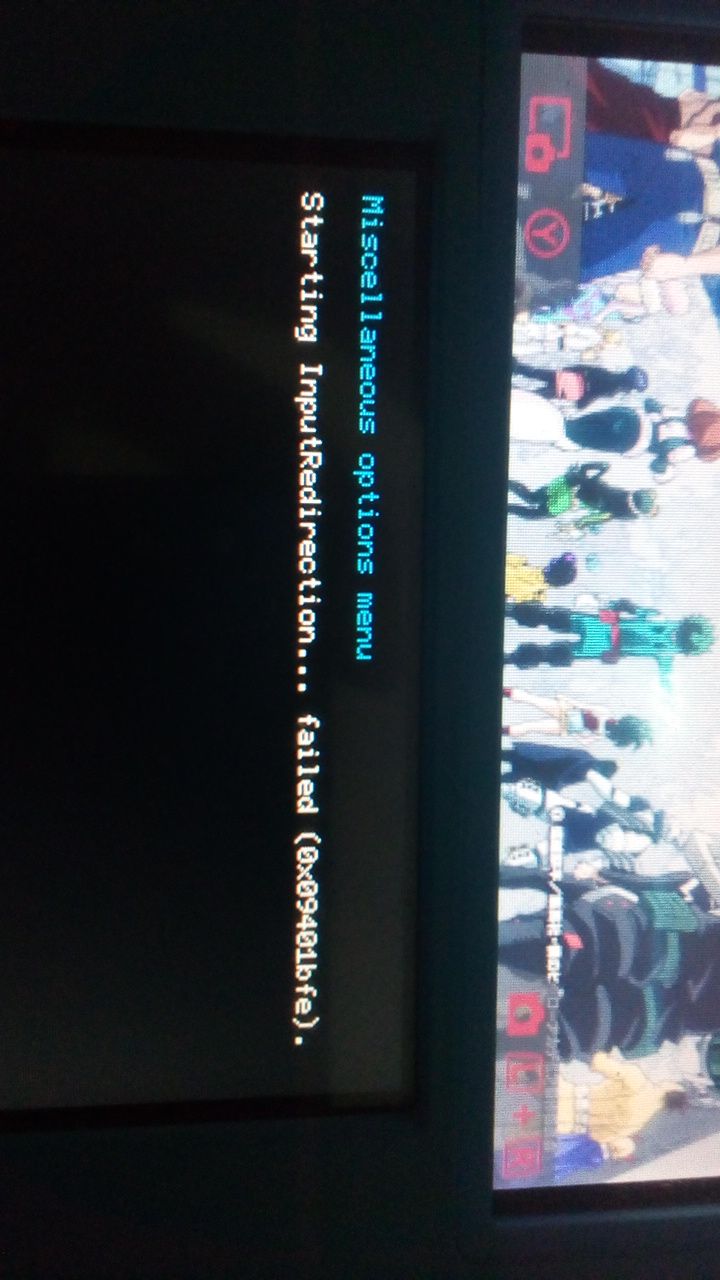 Miscellaneous options menu
Starting InputRedirection... failed (0x09401bfe).
Y